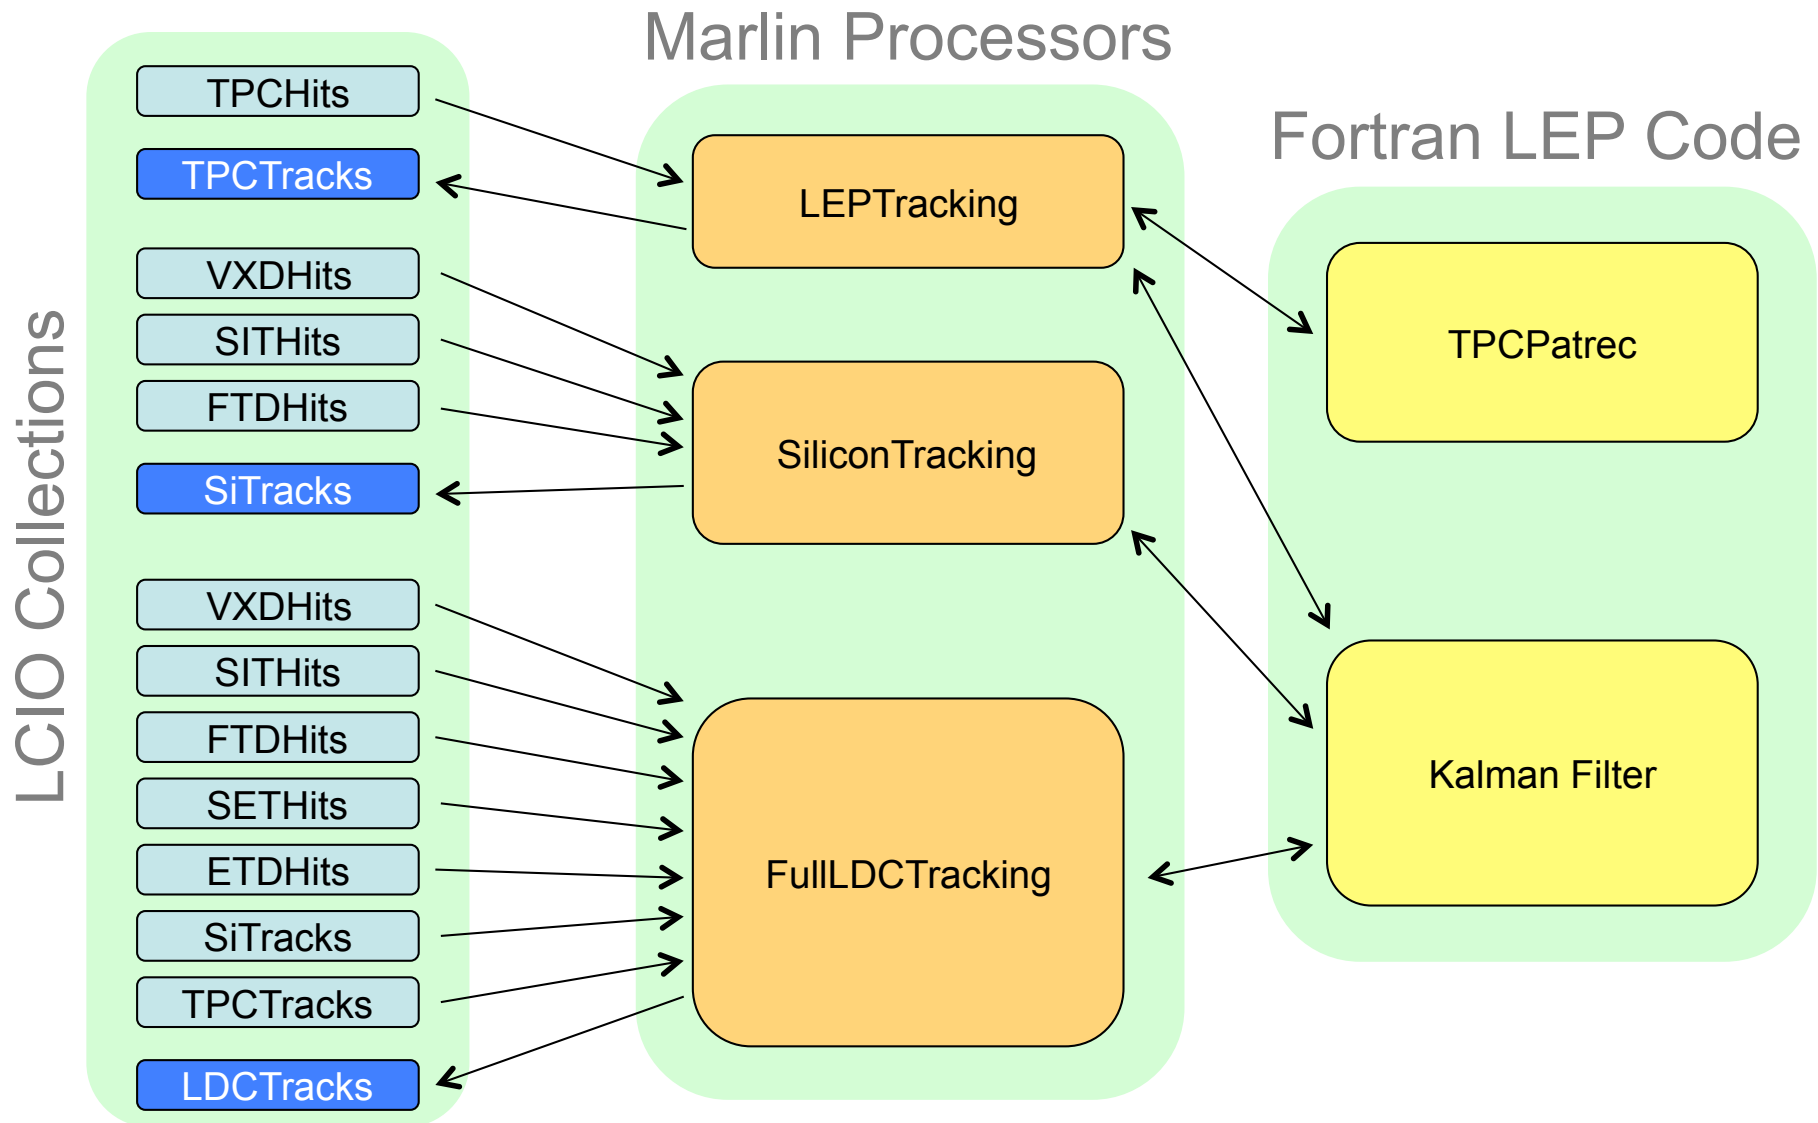 Marlin Processors
Fortran LEP Code
LCIO Collections
TPCHits
TPCTracks
VXDHits
SITHits
FTDHits
SiTracks
VXDHits
SITHits
FTDHits
SETHits
ETDHits
SiTracks
TPCTracks
LDCTracks
LEPTracking
SiliconTracking
FullLDCTracking
TPCPatrec
Kalman Filter